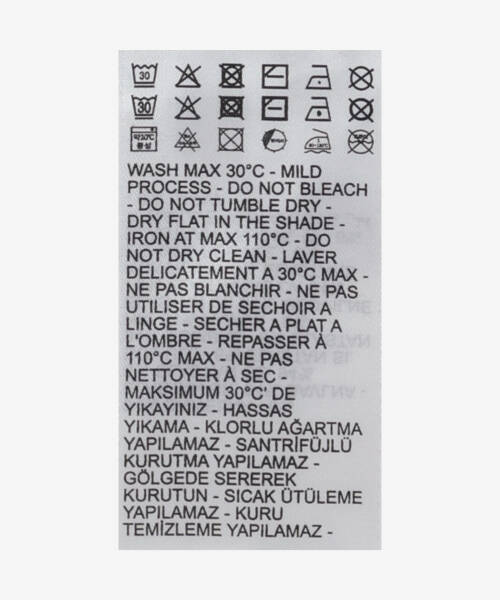 30
30
WASH MAX 30°C - MILD
PROCESS - DO NOT BLEACH
- DO NOT TUMBLE DRY -
DRY FLAT IN THE SHADE -
IRON AT MAX 110°C - DO
NOT DRY CLEAN - LAVER
DELICATEMENT A 30°C MAX -
NE PAS BLANCHIR - NE PAS
UTILISER DE SECHOIR A
LINGE - SECHER A PLAT A
L'OMBRE - REPASSER À
110°C MAX - NE PAS
NETTOYER À SEC -
MAKSIMUM 30°C' DE
YIKAYINIZ - HASSAS
YIKAMA - KLORLU AĞARTMA
YAPILAMAZ - SANTRİFÜJLÜ
KURUTMA YAPILAMAZ -
GÖLGEDE SEREREK
KURUTUN - SICAK ÜTÜLEME
YAPILAMAZ - KURU
TEMİZLEME YAPILAMAZ -